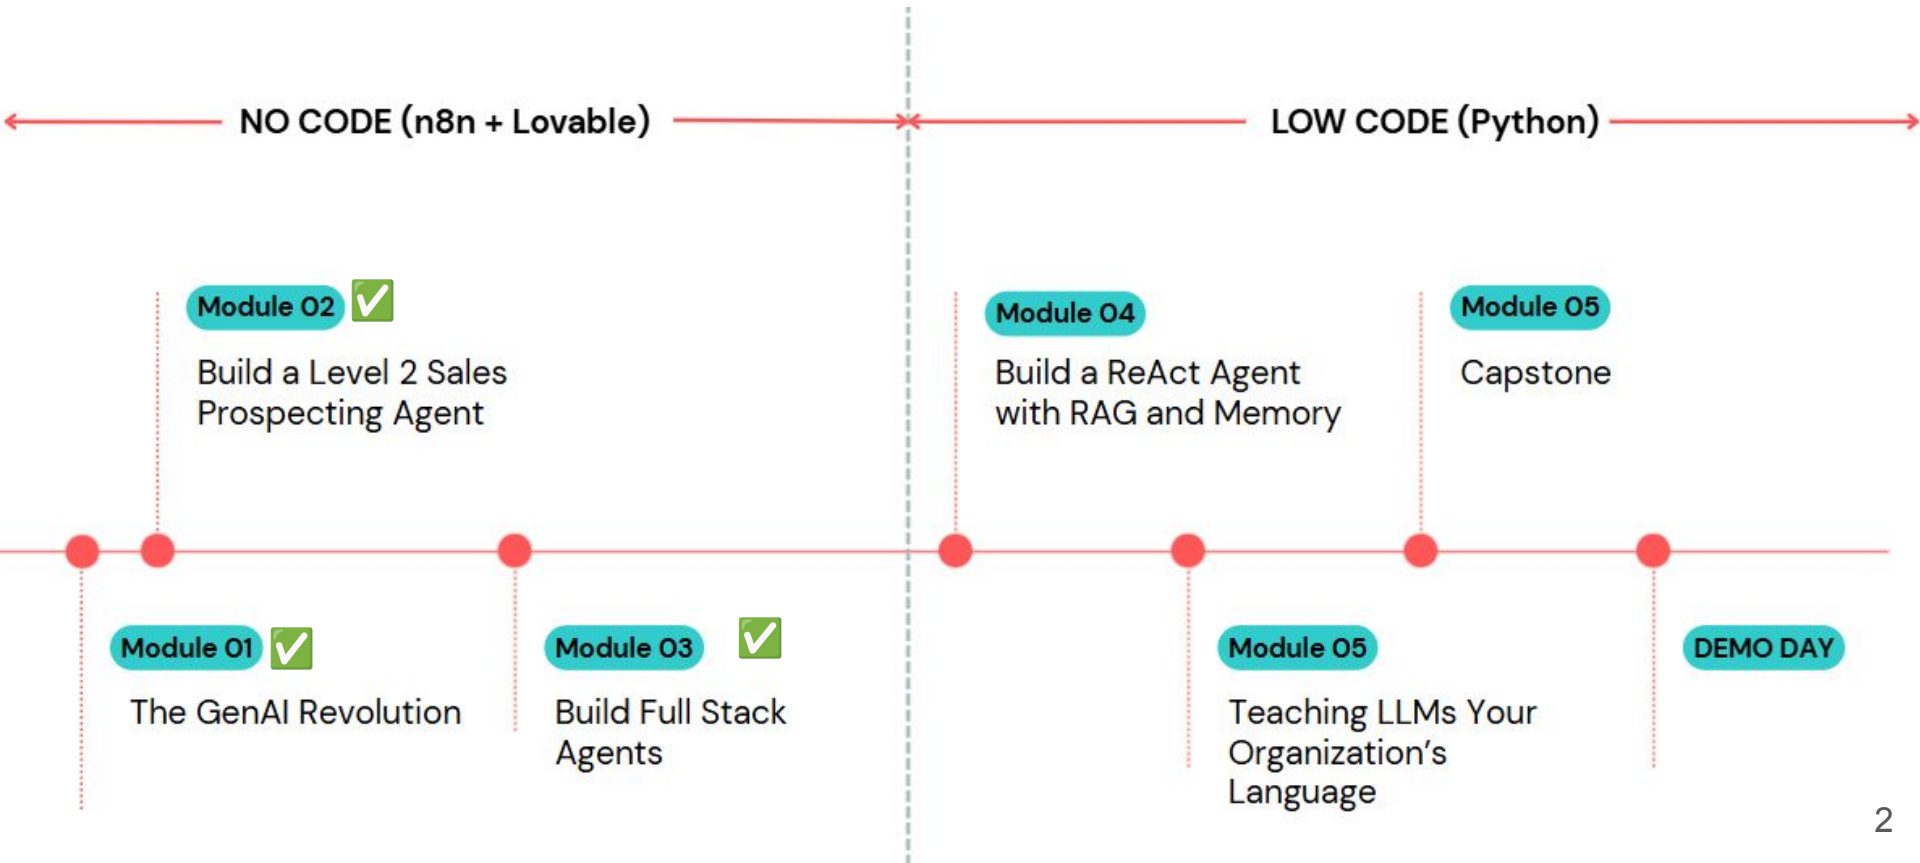 NO CODE (n8n + Lovable)
LOW CODE (Python)
Module 02
Build a Level 2 Sales
Prospecting Agent
Module 04
Build a ReAct Agent
with RAG and Memory
Module 05
Capstone
Module 01
The GenAI Revolution
Module 03
Build Full Stack
Agents
Module 05
Teaching LLMs Your
Organization’s
Language
DEMO DAY
2